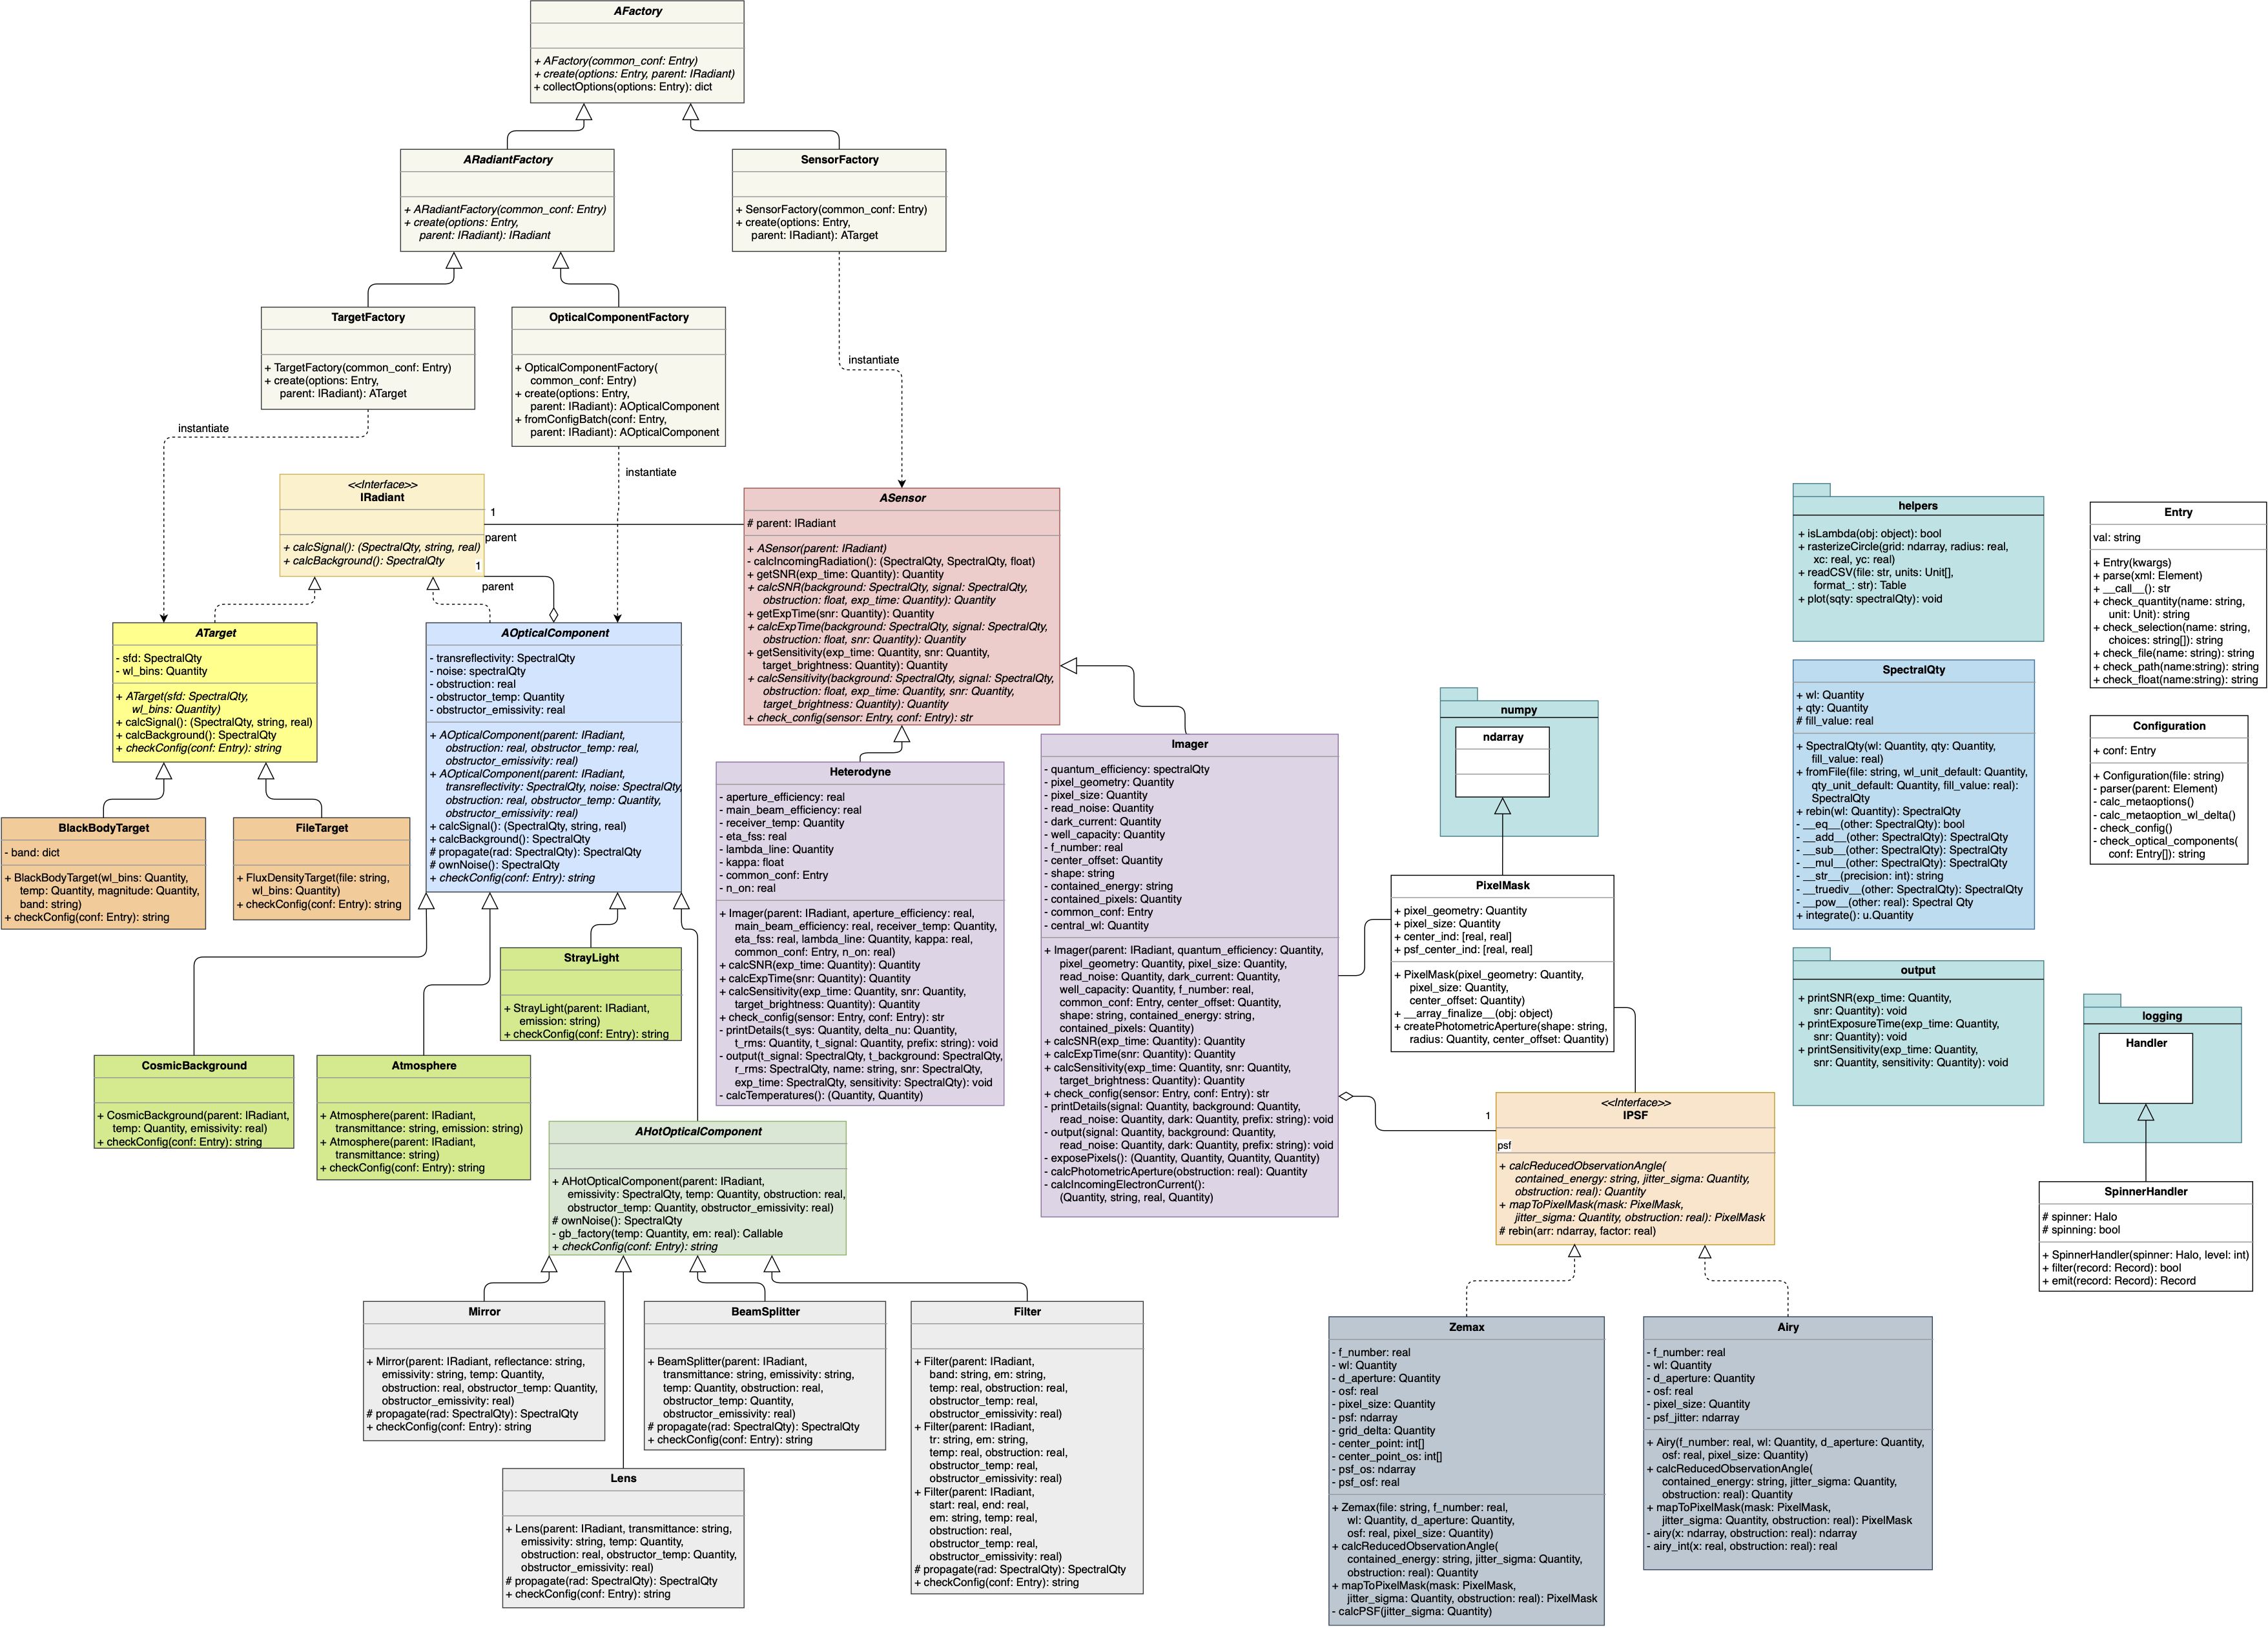 AFactory
+ AFactory(common_conf: Entry)
+ create(options: Entry, parent: IRadiant)
+ collectOptions(options: Entry): dict
ARadiantFactory
+ ARadiantFactory(common_conf: Entry)
+ create(options: Entry,
parent: IRadiant): IRadiant
SensorFactory
+ SensorFactory(common_conf: Entry)
+ create(options: Entry,
parent: IRadiant): ATarget
TargetFactory
+ TargetFactory(common_conf: Entry)
+ create(options: Entry,
parent: IRadiant): ATarget
OpticalComponentFactory
+ OpticalComponentFactory(
common_conf: Entry)
+ create(options: Entry,
parent: IRadiant): AOpticalComponent
+ fromConfigBatch(conf: Entry,
parent: IRadiant): AOpticalComponent
instantiate
instantiate
instantiate
<<Interface>>
IRadiant
+ calcSignal(): (SpectralQty, string, real)
+ calcBackground(): SpectralQty
1
parent
1
parent
ASensor
# parent: IRadiant
+ ASensor(parent: IRadiant)
- calcIncomingRadiation(): (SpectralQty, SpectralQty, float)
+ getSNR(exp_time: Quantity): Quantity
+ calcSNR(background: SpectralQty, signal: SpectralQty,
obstruction: float, exp_time: Quantity): Quantity
+ getExpTime(snr: Quantity): Quantity
+ calcExpTime(background: SpectralQty, signal: SpectralQty,
obstruction: float, snr: Quantity): Quantity
+ getSensitivity(exp_time: Quantity, snr: Quantity,
target_brightness: Quantity): Quantity
+ calcSensitivity(background: SpectralQty, signal: SpectralQty,
obstruction: float, exp_time: Quantity, snr: Quantity,
target_brightness: Quantity): Quantity
+ check_config(sensor: Entry, conf: Entry): str
ATarget
- sfd: SpectralQty
- wl_bins: Quantity
+ ATarget(sfd: SpectralQty,
wl_bins: Quantity)
+ calcSignal(): (SpectralQty, string, real)
+ calcBackground(): SpectralQty
+ checkConfig(conf: Entry): string
AOpticalComponent
- transreflectivity: SpectralQty
- noise: spectralQty
- obstruction: real
- obstructor_temp: Quantity
- obstructor_emissivity: real
+ AOpticalComponent(parent: IRadiant,
obstruction: real, obstructor_temp: real,
obstructor_emissivity: real)
+ AOpticalComponent(parent: IRadiant,
transreflectivity: SpectralQty, noise: SpectralQty,
obstruction: real, obstructor_temp: Quantity,
obstructor_emissivity: real)
+ calcSignal(): (SpectralQty, string, real)
+ calcBackground(): SpectralQty
# propagate(rad: SpectralQty): SpectralQty
# ownNoise(): SpectralQty
+ checkConfig(conf: Entry): string
BlackBodyTarget
- band: dict
+ BlackBodyTarget(wl_bins: Quantity,
temp: Quantity, magnitude: Quantity,
band: string)
+ checkConfig(conf: Entry): string
FileTarget
+ FluxDensityTarget(file: string,
wl_bins: Quantity)
+ checkConfig(conf: Entry): string
StrayLight
+ StrayLight(parent: IRadiant,
emission: string)
+ checkConfig(conf: Entry): string
CosmicBackground
+ CosmicBackground(parent: IRadiant,
temp: Quantity, emissivity: real)
+ checkConfig(conf: Entry): string
Atmosphere
+ Atmosphere(parent: IRadiant,
transmittance: string, emission: string)
+ Atmosphere(parent: IRadiant,
transmittance: string)
+ checkConfig(conf: Entry): string
AHotOpticalComponent
+ AHotOpticalComponent(parent: IRadiant,
emissivity: SpectralQty, temp: Quantity, obstruction: real,
obstructor_temp: Quantity, obstructor_emissivity: real)
# ownNoise(): SpectralQty
- gb_factory(temp: Quantity, em: real): Callable
+ checkConfig(conf: Entry): string
Mirror
+ Mirror(parent: IRadiant, reflectance: string,
emissivity: string, temp: Quantity,
obstruction: real, obstructor_temp: Quantity,
obstructor_emissivity: real)
# propagate(rad: SpectralQty): SpectralQty
+ checkConfig(conf: Entry): string
BeamSplitter
+ BeamSplitter(parent: IRadiant,
transmittance: string, emissivity: string,
temp: Quantity, obstruction: real,
obstructor_temp: Quantity,
obstructor_emissivity: real)
# propagate(rad: SpectralQty): SpectralQty
+ checkConfig(conf: Entry): string
Filter
+ Filter(parent: IRadiant,
band: string, em: string,
temp: real, obstruction: real,
obstructor_temp: real,
obstructor_emissivity: real)
+ Filter(parent: IRadiant,
tr: string, em: string,
temp: real, obstruction: real,
obstructor_temp: real,
obstructor_emissivity: real)
+ Filter(parent: IRadiant,
start: real, end: real,
em: string, temp: real,
obstruction: real,
obstructor_temp: real,
obstructor_emissivity: real)
# propagate(rad: SpectralQty): SpectralQty
+ checkConfig(conf: Entry): string
Lens
+ Lens(parent: IRadiant, transmittance: string,
emissivity: string, temp: Quantity,
obstruction: real, obstructor_temp: Quantity,
obstructor_emissivity: real)
# propagate(rad: SpectralQty): SpectralQty
+ checkConfig(conf: Entry): string
Heterodyne
- aperture_efficiency: real
- main_beam_efficiency: real
- receiver_temp: Quantity
- eta_fss: real
- lambda_line: Quantity
- kappa: float
- common_conf: Entry
- n_on: real
+ Imager(parent: IRadiant, aperture_efficiency: real,
main_beam_efficiency: real, receiver_temp: Quantity,
eta_fss: real, lambda_line: Quantity, kappa: real,
common_conf: Entry, n_on: real)
+ calcSNR(exp_time: Quantity): Quantity
+ calcExpTime(snr: Quantity): Quantity
+ calcSensitivity(exp_time: Quantity, snr: Quantity,
target_brightness: Quantity): Quantity
+ check_config(sensor: Entry, conf: Entry): str
- printDetails(t_sys: Quantity, delta_nu: Quantity,
t_rms: Quantity, t_signal: Quantity, prefix: string): void
- output(t_signal: SpectralQty, t_background: SpectralQty,
r_rms: SpectralQty, name: string, snr: SpectralQty,
exp_time: SpectralQty, sensitivity: SpectralQty): void
- calcTemperatures(): (Quantity, Quantity)
Imager
- quantum_efficiency: spectralQty
- pixel_geometry: Quantity
- pixel_size: Quantity
- read_noise: Quantity
- dark_current: Quantity
- well_capacity: Quantity
- f_number: real
- center_offset: Quantity
- shape: string
- contained_energy: string
- contained_pixels: Quantity
- common_conf: Entry
- central_wl: Quantity
+ Imager(parent: IRadiant, quantum_efficiency: Quantity,
pixel_geometry: Quantity, pixel_size: Quantity,
read_noise: Quantity, dark_current: Quantity,
well_capacity: Quantity, f_number: real,
common_conf: Entry, center_offset: Quantity,
shape: string, contained_energy: string,
contained_pixels: Quantity)
+ calcSNR(exp_time: Quantity): Quantity
+ calcExpTime(snr: Quantity): Quantity
+ calcSensitivity(exp_time: Quantity, snr: Quantity,
target_brightness: Quantity): Quantity
+ check_config(sensor: Entry, conf: Entry): str
- printDetails(signal: Quantity, background: Quantity,
read_noise: Quantity, dark: Quantity, prefix: string): void
- output(signal: Quantity, background: Quantity,
read_noise: Quantity, dark: Quantity, prefix: string): void
- exposePixels(): (Quantity, Quantity, Quantity, Quantity)
- calcPhotometricAperture(obstruction: real): Quantity
- calcIncomingElectronCurrent():
(Quantity, string, real, Quantity)
numpy
ndarray
PixelMask
+ pixel_geometry: Quantity
+ pixel_size: Quantity
+ center_ind: [real, real]
+ psf_center_ind: [real, real]
+ PixelMask(pixel_geometry: Quantity,
pixel_size: Quantity,
center_offset: Quantity)
+ __array_finalize__(obj: object)
+ createPhotometricAperture(shape: string,
radius: Quantity, center_offset: Quantity)
1
psf
<<Interface>>
IPSF
+ calcReducedObservationAngle(
contained_energy: string, jitter_sigma: Quantity,
obstruction: real): Quantity
+ mapToPixelMask(mask: PixelMask,
jitter_sigma: Quantity, obstruction: real): PixelMask
# rebin(arr: ndarray, factor: real)
Zemax
- f_number: real
- wl: Quantity
- d_aperture: Quantity
- osf: real
- pixel_size: Quantity
- psf: ndarray
- grid_delta: Quantity
- center_point: int[]
- center_point_os: int[]
- psf_os: ndarray
- psf_osf: real
+ Zemax(file: string, f_number: real,
wl: Quantity, d_aperture: Quantity,
osf: real, pixel_size: Quantity)
+ calcReducedObservationAngle(
contained_energy: string, jitter_sigma: Quantity,
obstruction: real): Quantity
+ mapToPixelMask(mask: PixelMask,
jitter_sigma: Quantity, obstruction: real): PixelMask
- calcPSF(jitter_sigma: Quantity)
Airy
- f_number: real
- wl: Quantity
- d_aperture: Quantity
- osf: real
- pixel_size: Quantity
- psf_jitter: ndarray
+ Airy(f_number: real, wl: Quantity, d_aperture: Quantity,
osf: real, pixel_size: Quantity)
+ calcReducedObservationAngle(
contained_energy: string, jitter_sigma: Quantity,
obstruction: real): Quantity
+ mapToPixelMask(mask: PixelMask,
jitter_sigma: Quantity, obstruction: real): PixelMask
- airy(x: ndarray, obstruction: real): ndarray
- airy_int(x: real, obstruction: real): real
helpers
+ isLambda(obj: object): bool
+ rasterizeCircle(grid: ndarray, radius: real,
xc: real, yc: real)
+ readCSV(file: str, units: Unit[],
format_: str): Table
+ plot(sqty: spectralQty): void
SpectralQty
+ wl: Quantity
+ qty: Quantity
# fill_value: real
+ SpectralQty(wl: Quantity, qty: Quantity,
fill_value: real)
+ fromFile(file: string, wl_unit_default: Quantity,
qty_unit_default: Quantity, fill_value: real):
SpectralQty
+ rebin(wl: Quantity): SpectralQty
- __eq__(other: SpectralQty): bool
- __add__(other: SpectralQty): SpectralQty
- __sub__(other: SpectralQty): SpectralQty
- __mul__(other: SpectralQty): SpectralQty
- __str__(precision: int): string
- __truediv__(other: SpectralQty): SpectralQty
- __pow__(other: real): Spectral Qty
+ integrate(): u.Quantity
output
+ printSNR(exp_time: Quantity,
snr: Quantity): void
+ printExposureTime(exp_time: Quantity,
snr: Quantity): void
+ printSensitivity(exp_time: Quantity,
snr: Quantity, sensitivity: Quantity): void
Entry
val: string
+ Entry(kwargs)
+ parse(xml: Element)
+ __call__(): str
+ check_quantity(name: string,
unit: Unit): string
+ check_selection(name: string,
choices: string[]): string
+ check_file(name: string): string
+ check_path(name:string): string
+ check_float(name:string): string
Configuration
+ conf: Entry
+ Configuration(file: string)
- parser(parent: Element)
- calc_metaoptions()
- calc_metaoption_wl_delta()
- check_config()
- check_optical_components(
conf: Entry[]): string
logging
Handler
SpinnerHandler
# spinner: Halo
# spinning: bool
+ SpinnerHandler(spinner: Halo, level: int)
+ filter(record: Record): bool
+ emit(record: Record): Record